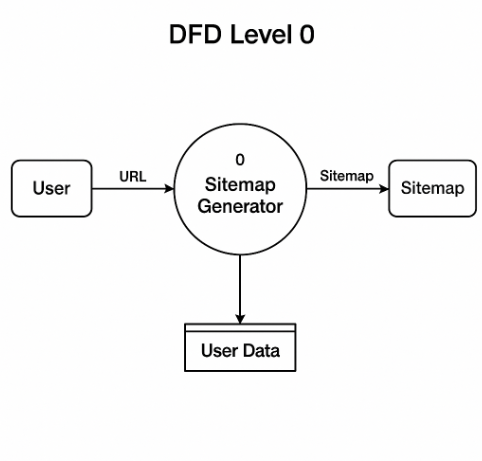 DFD Level 0
0
Sitemap
Generator
User
URL
Sitemap
Sitemap
User Data